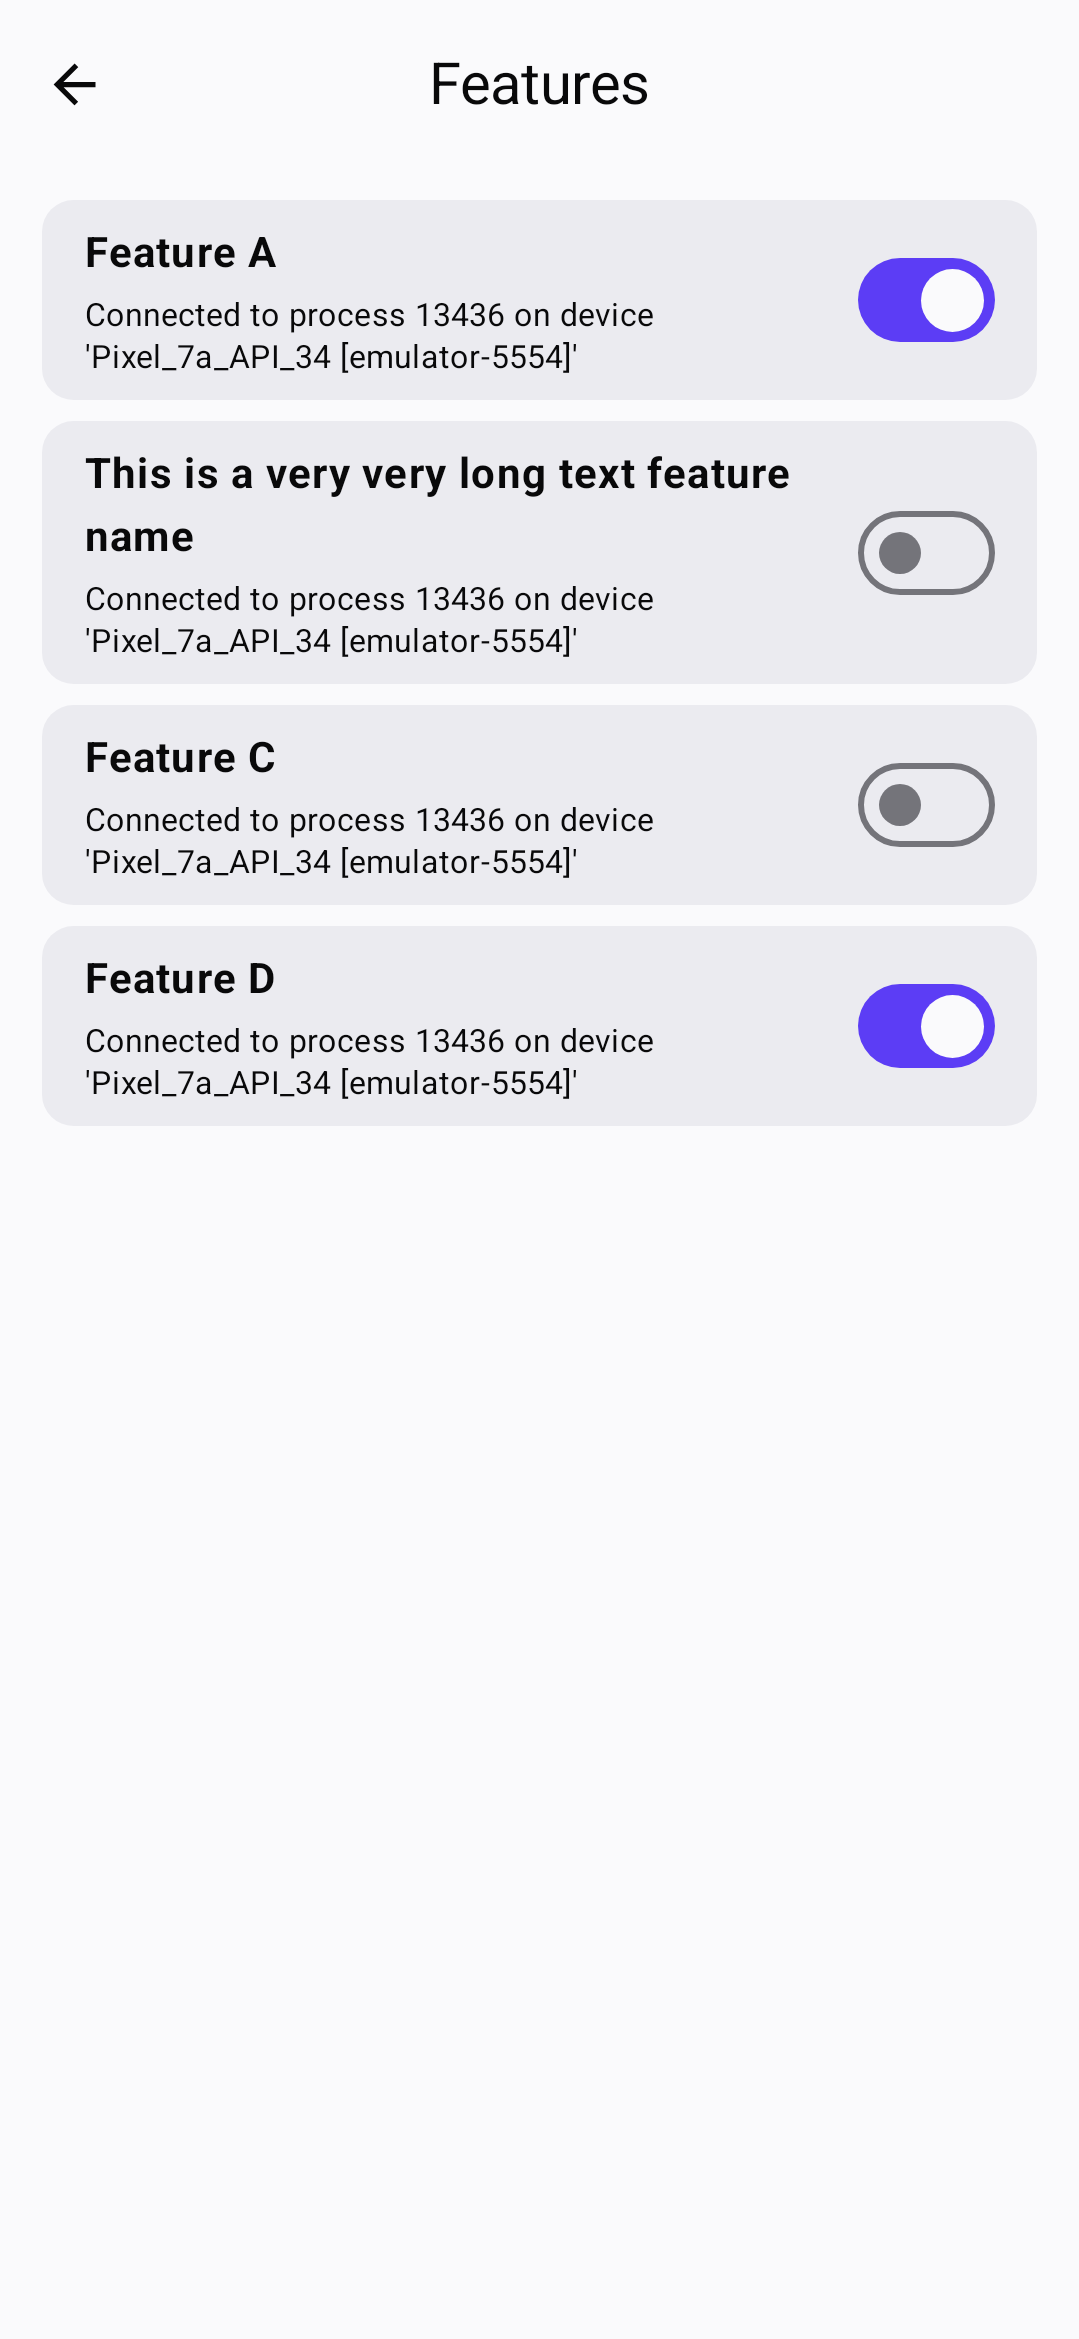 Features
Feature A
Connected to process 13436 on device
'Pixel_7a_API_34 [emulator-5554]'
This is a very very long text feature
name
Connected to process 13436 on device
'Pixel_7a_API_34 [emulator-5554]'
Feature C
Connected to process 13436 on device
'Pixel_7a_API_34 [emulator-5554]'
Feature D
Connected to process 13436 on device
'Pixel_7a_API_34 [emulator-5554]'